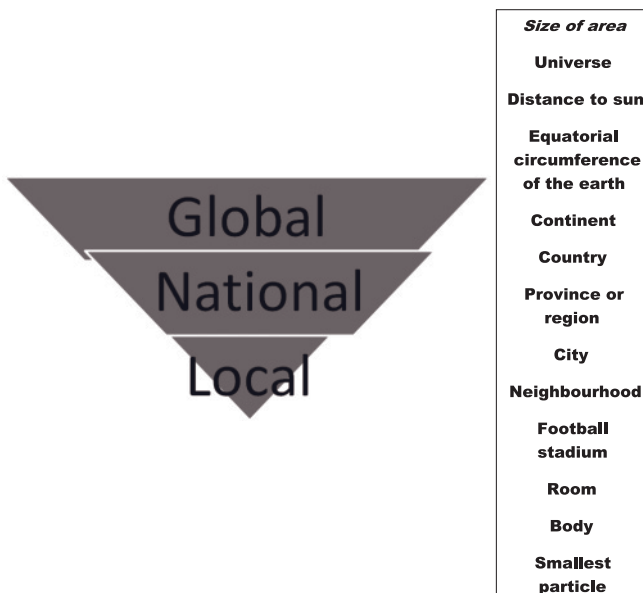 Global
National
Local
Size of area
Universe
Distance to sun
Equatorial
circumference
of the earth
Continent
Country
Province or
region
City
Neighbourhood
Football
stadium
Room
Body
Smallest
particle